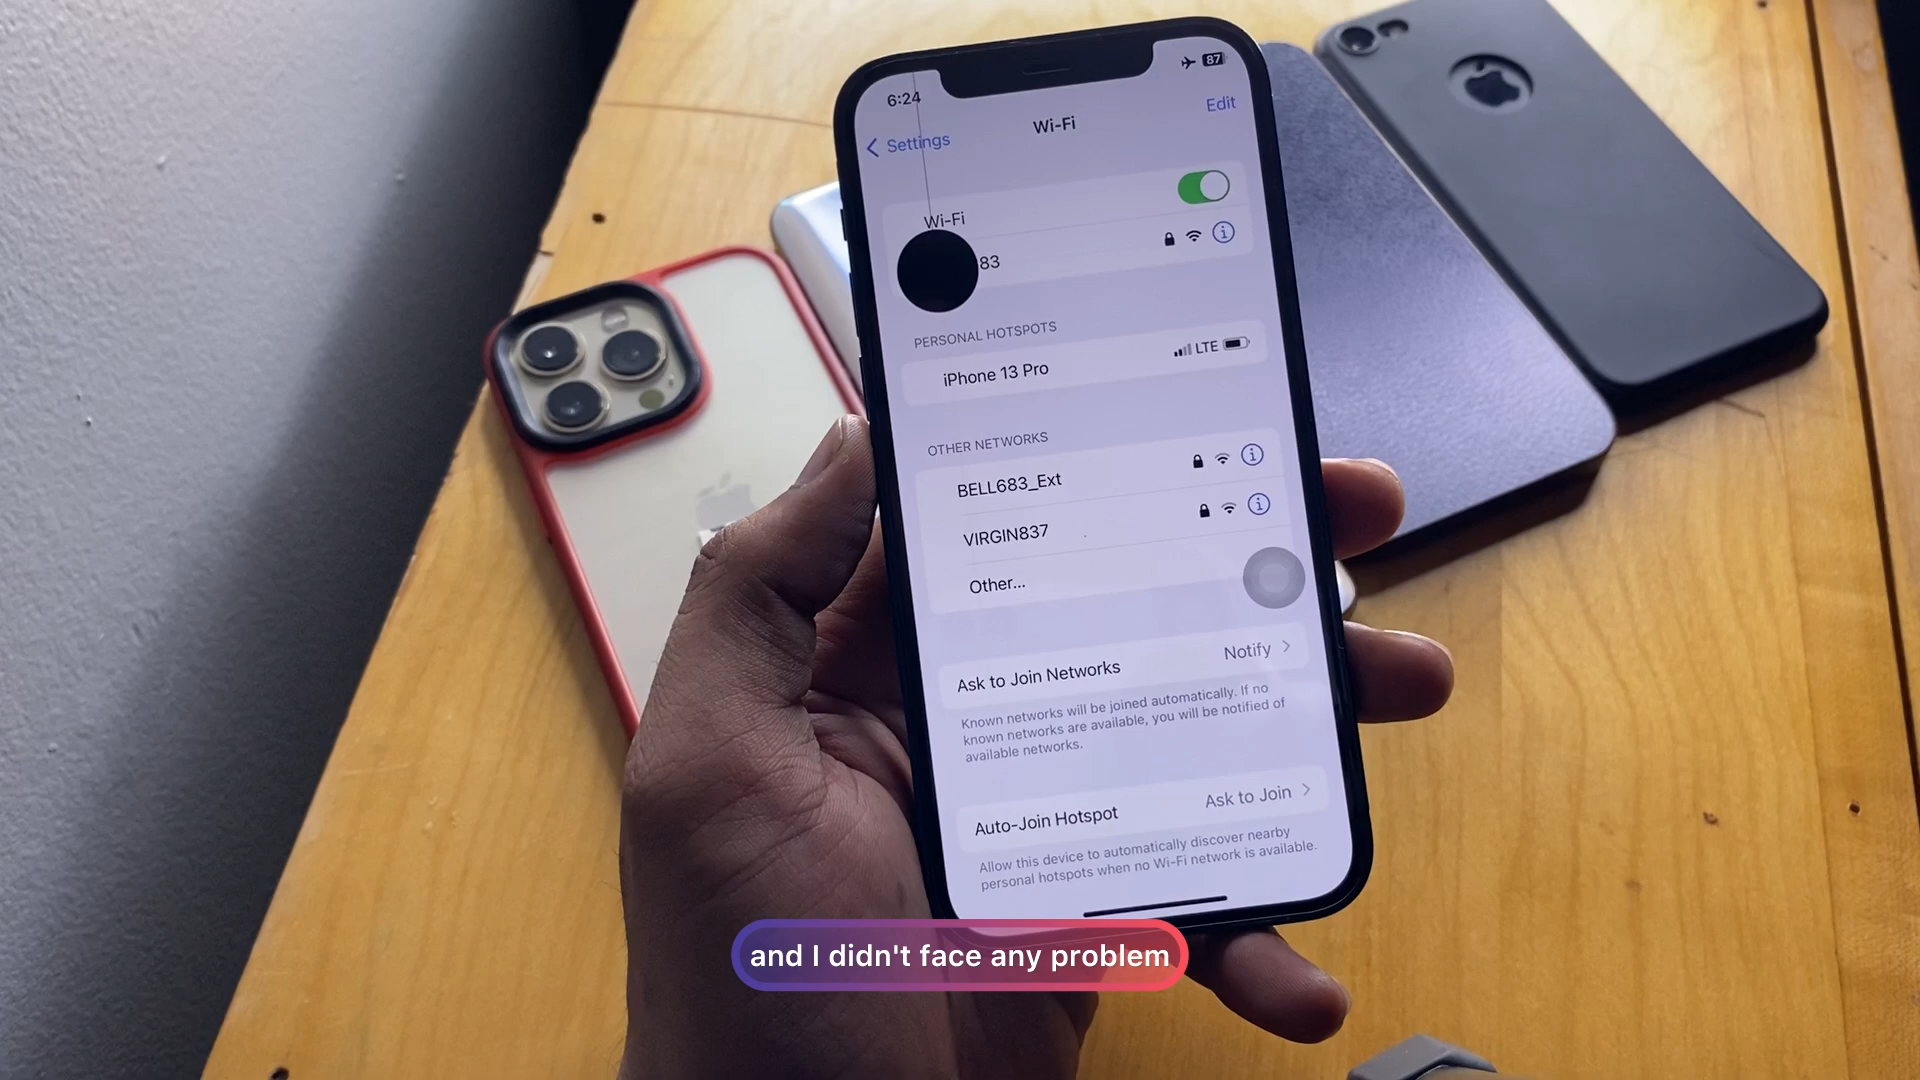 6:24
87
Settings
Wi-Fi
Edit
Wi-Fi
83
PERSONAL HOTSPOTS
iPhone 13 Pro
LTE
OTHER NETWORKS
BELL683_Ext
VIRGIN837
Other...
Ask to Join Networks
Notify
Known networks will be joined automatically. If no
known networks are available, you will be notified of
available networks.
Auto-Join Hotspot
Ask to Join
Allow this device to automatically discover nearby
personal hotspots when no Wi-Fi network is available.
and I didn't face any problem